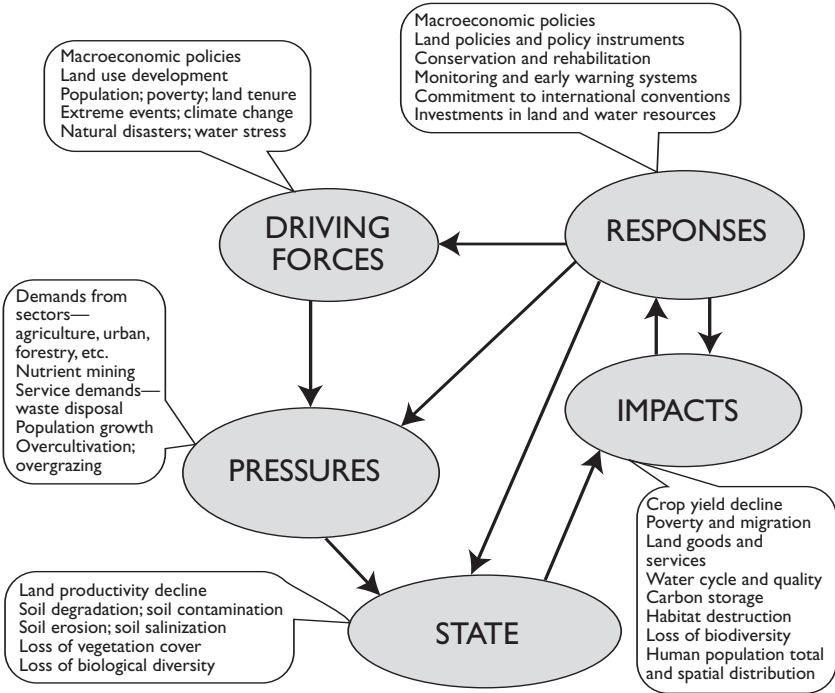 Macroeconomic policies
Land use development
Population; poverty; land tenure
Extreme events; climate change
Natural disasters; water stress
Macroeconomic policies
Land policies and policy instruments
Conservation and rehabilitation
Monitoring and early warning systems
Commitment to international conventions
Investments in land and water resources
DRIVING
FORCES
RESPONSES
Demands from
sectors—
agriculture, urban,
forestry, etc.
Nutrient mining
Service demands—
waste disposal
Population growth
Overcultivation;
overgrazing
PRESSURES
IMPACTS
Crop yield decline
Poverty and migration
Land goods and
services
Water cycle and quality
Carbon storage
Habitat destruction
Loss of biodiversity
Human population total
and spatial distribution
Land productivity decline
Soil degradation; soil contamination
Soil erosion; soil salinization
Loss of vegetation cover
Loss of biological diversity
STATE